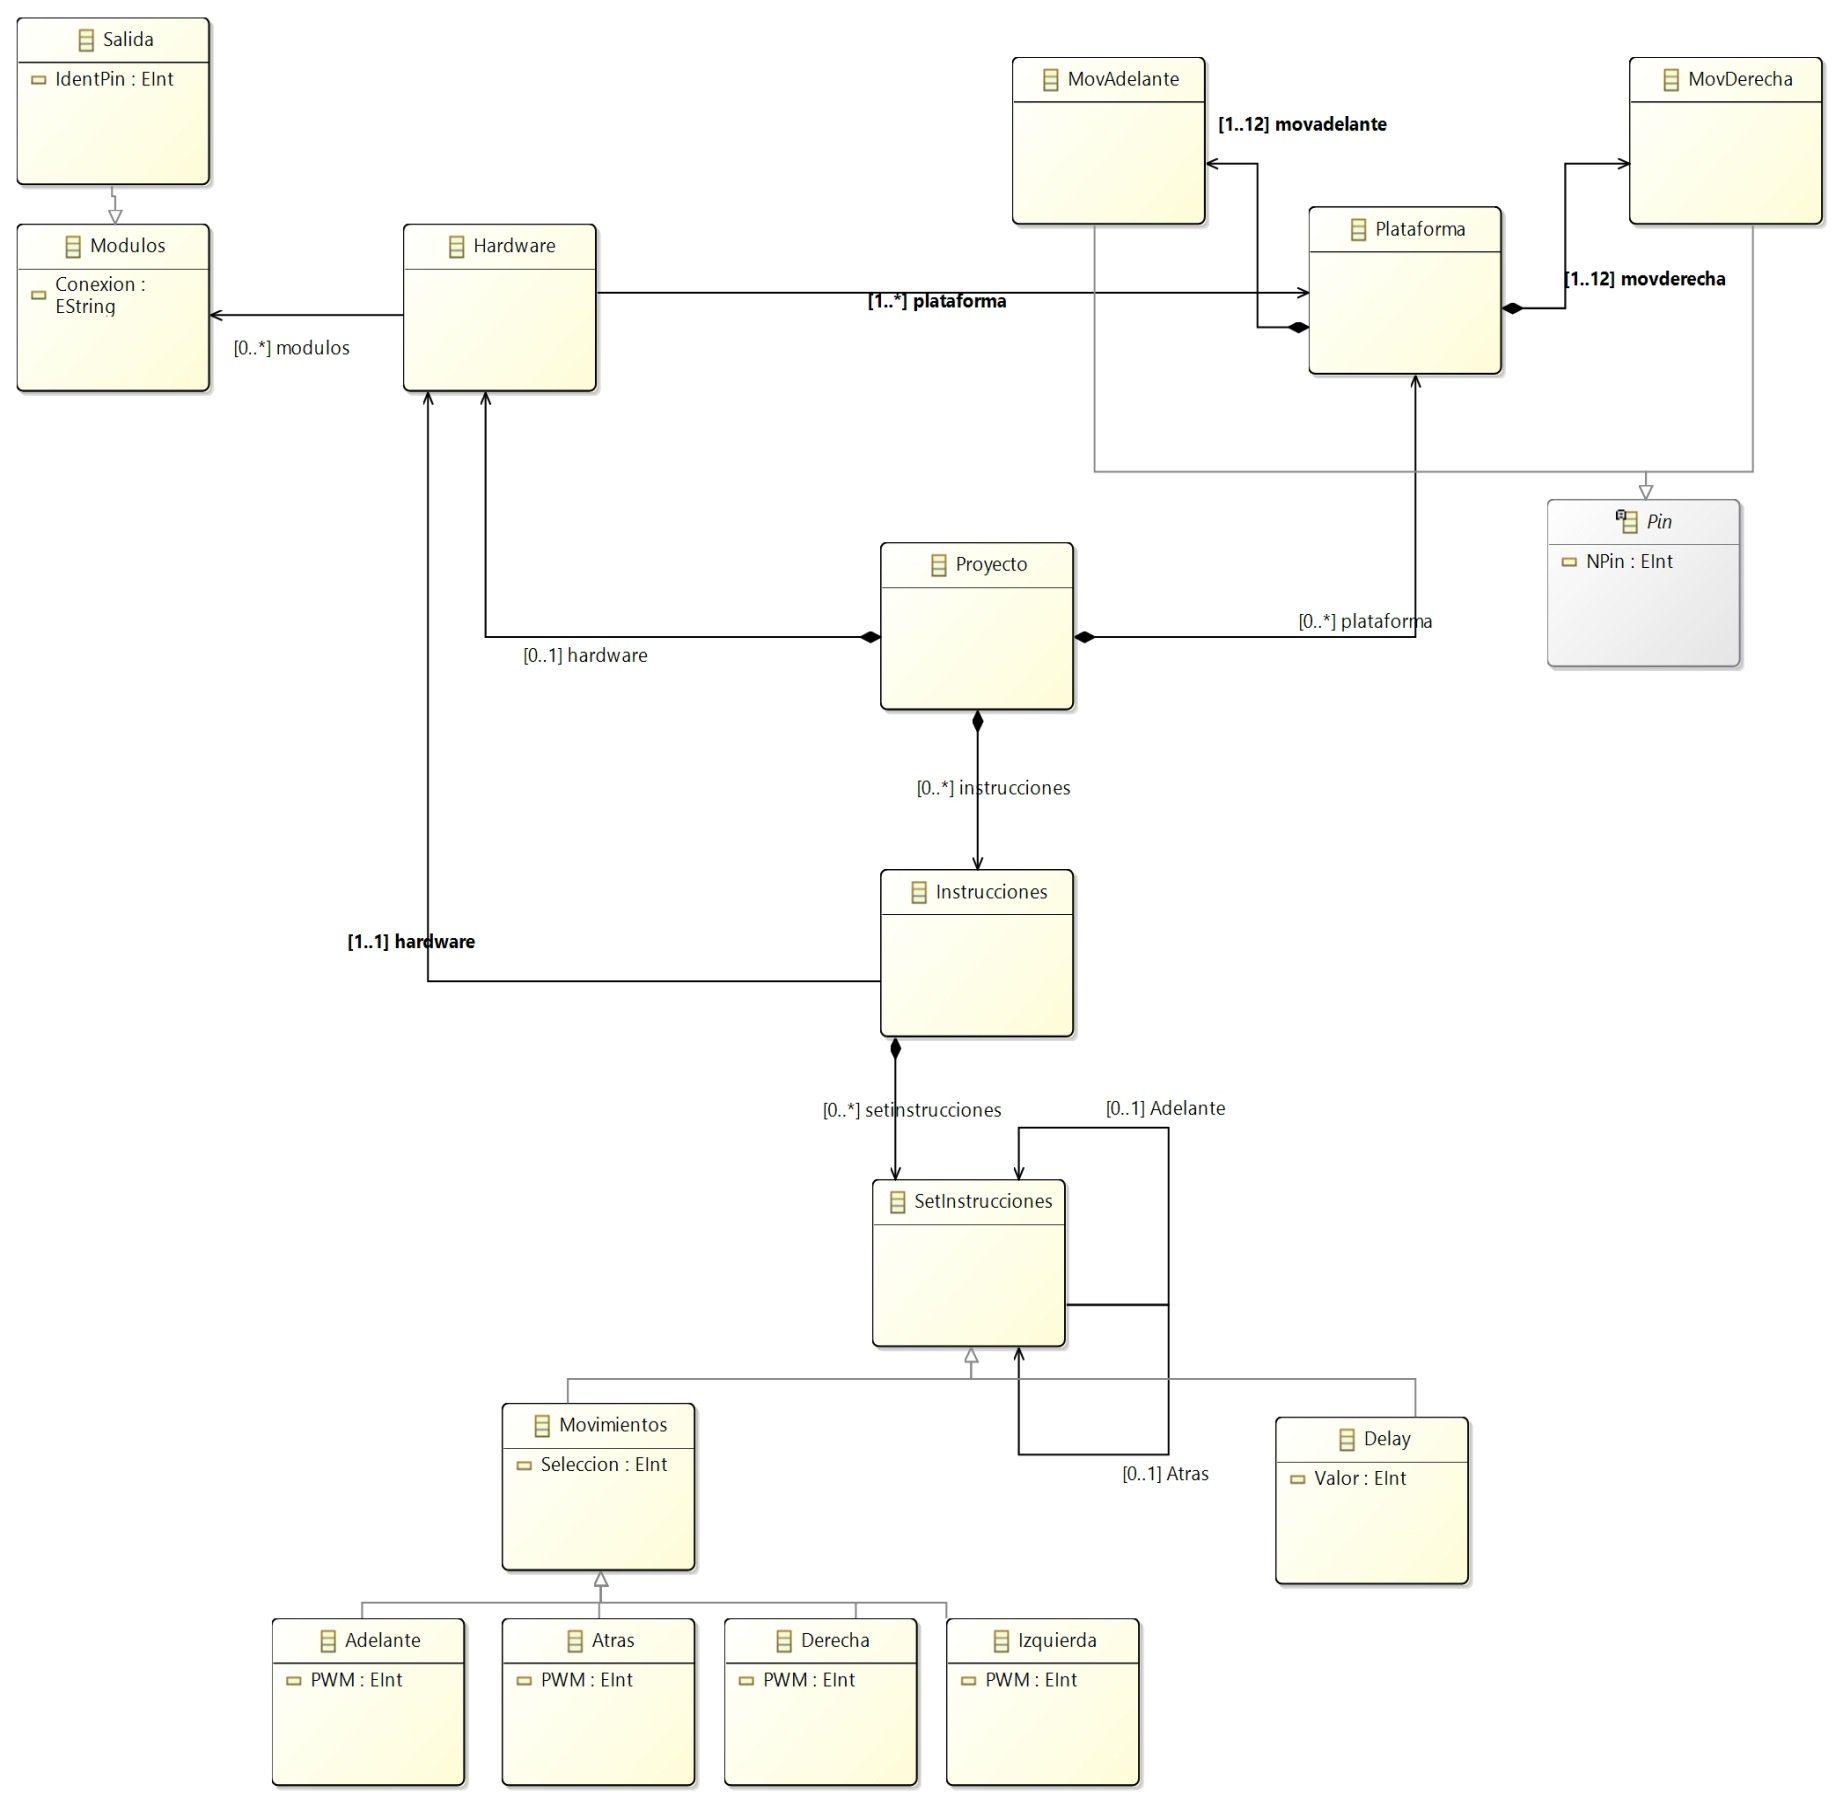 Salida
IdentPin : EInt
MovAdelante
MovDerecha
[1..12] movadelante
Plataforma
Modulos
Conexion :
EString
Hardware
[1..12] movderecha
[1..*] plataforma
[0..*] modulos
Pin
NPin : EInt
Proyecto
[0..*] plataforma
[0..1] hardware
[0..*] instrucciones
Instrucciones
[1..1] hardware
[0..*] setinstrucciones
[0..1] Adelante
SetInstrucciones
Movimientos
Seleccion : EInt
Delay
Valor : EInt
[0..1] Atras
Adelante
PWM : EInt
Atras
PWM : EInt
Derecha
PWM : EInt
Izquierda
PWM : EInt